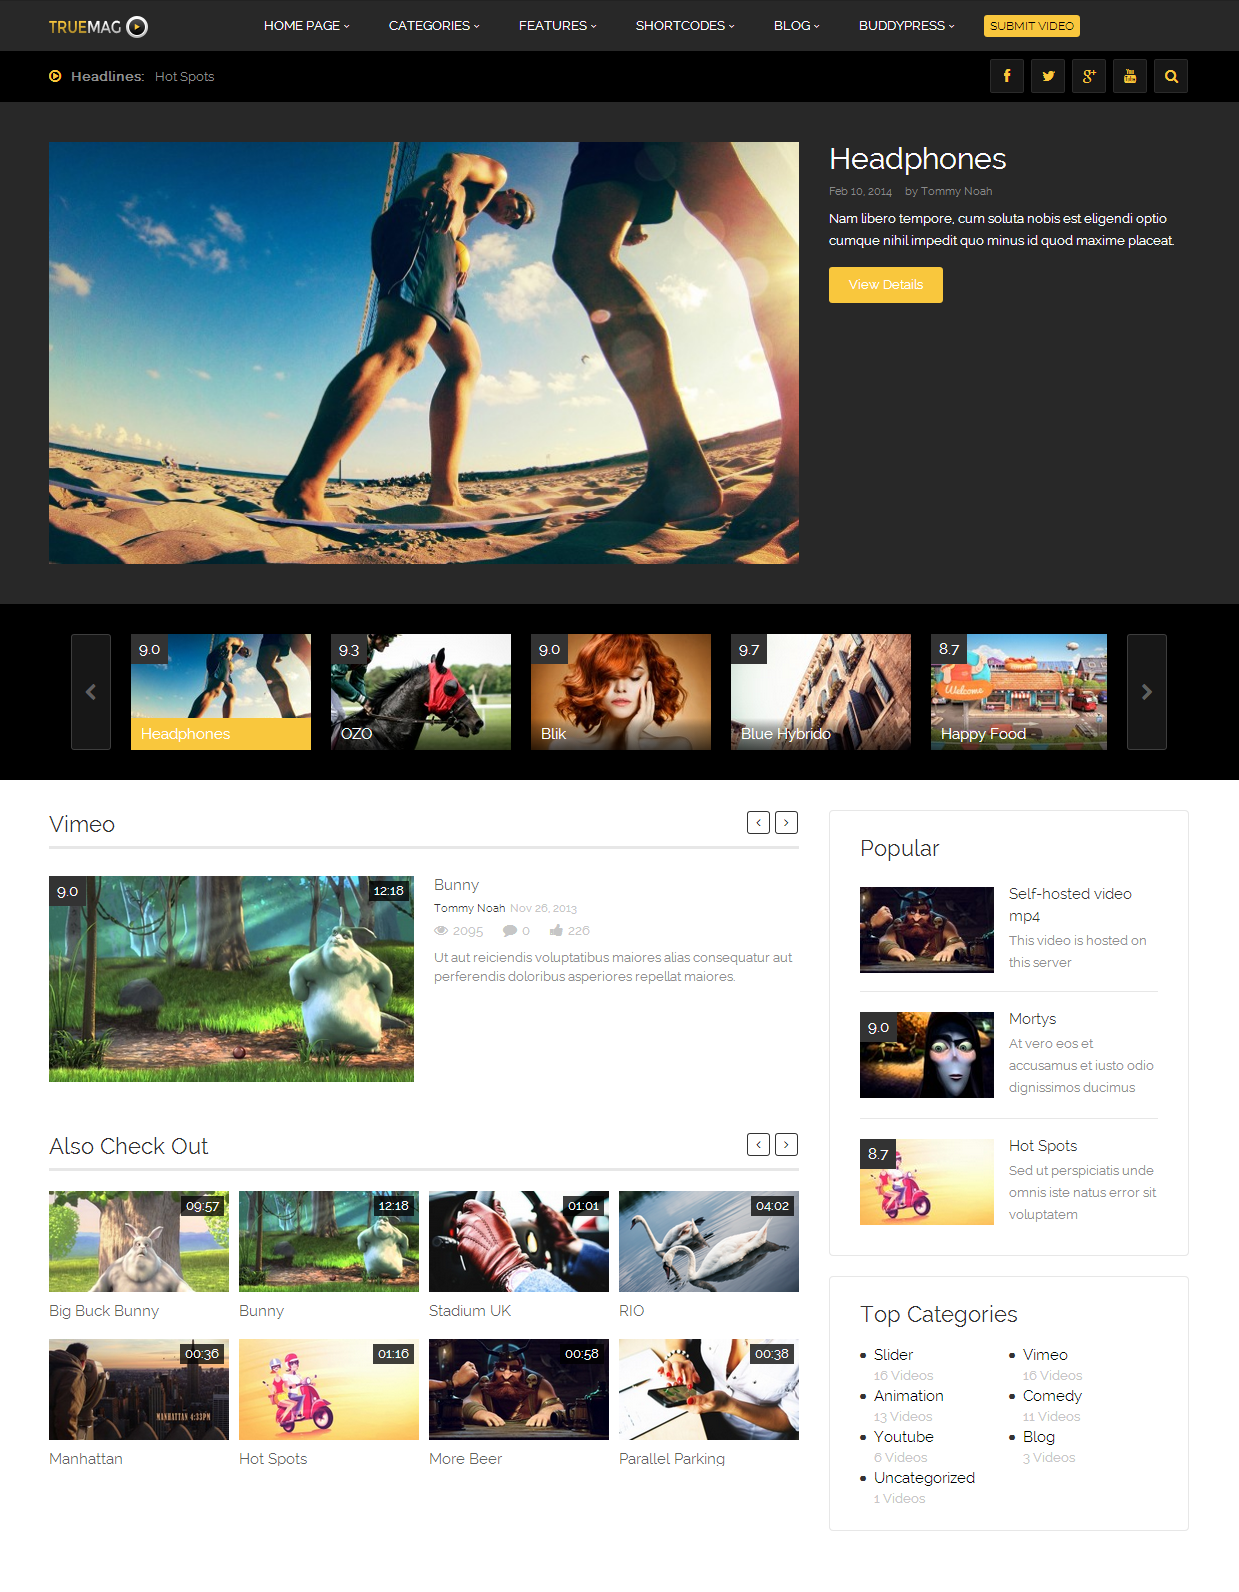 TRUEMAG
HOME PAGE
CATEGORIES
FEATURES
SHORTCODES
BLOG
BUDDYPRESS
SUBMIT VIDEO
Headlines: Hot Spots
You Tube
Headphones
Feb 10, 2014 by Tommy Noah
Nam libero tempore, cum soluta nobis est eligendi optio
cumque nihil impedit quo minus id quod maxime placeat.
View Details
9.0
Headphones
9.3
OZO
9.0
Blik
9.7
Blue Hybrido
8.7
Welcome
Happy Food
Vimeo
9.0
12:18
Bunny
Tommy Noah Nov 26, 2013
2095 0 226
Ut aut reiciendis voluptatibus maiores alias consequatur aut
perferendis doloribus asperiores repellat maiores.
Also Check Out
09:57
Big Buck Bunny
12:18
Bunny
01:01
Stadium UK
04:02
RIO
00:36
MANHATTAN 4:33PM
Manhattan
01:16
Hot Spots
00:58
More Beer
00:38
Parallel Parking
Popular
Self-hosted video
mp4
This video is hosted on
this server
9.0
Mortys
At vero eos et
accusamus et iusto odio
dignissimos ducimus
8.7
Hot Spots
Sed ut perspiciatis unde
omnis iste natus error sit
voluptatem
Top Categories
Slider
16 Videos
Vimeo
16 Videos
Animation
13 Videos
Comedy
11 Videos
Youtube
6 Videos
Blog
3 Videos
Uncategorized
1 Videos